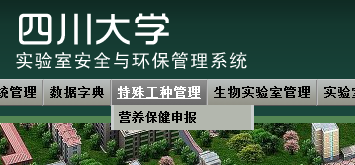 四川大学
实验室安全与环保管理系统
统管理 数据字典 特殊工种管理 生物实验室管理 实验室
营养保健申报